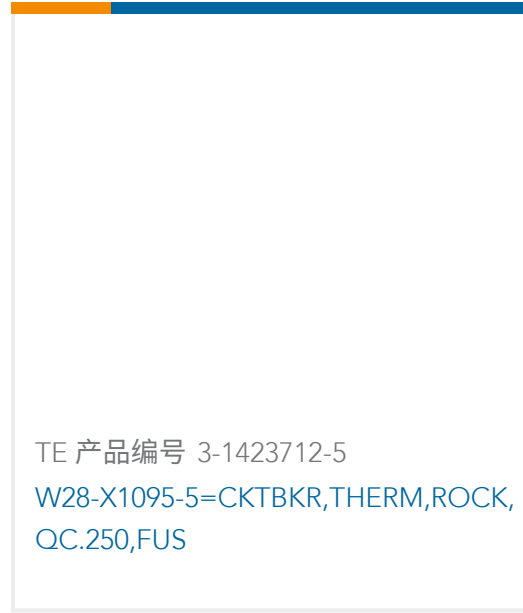 TE 产品编号 3-1423712-5
W28-X1095-5=CKTBKR,THERM,ROCK,
QC.250,FUS